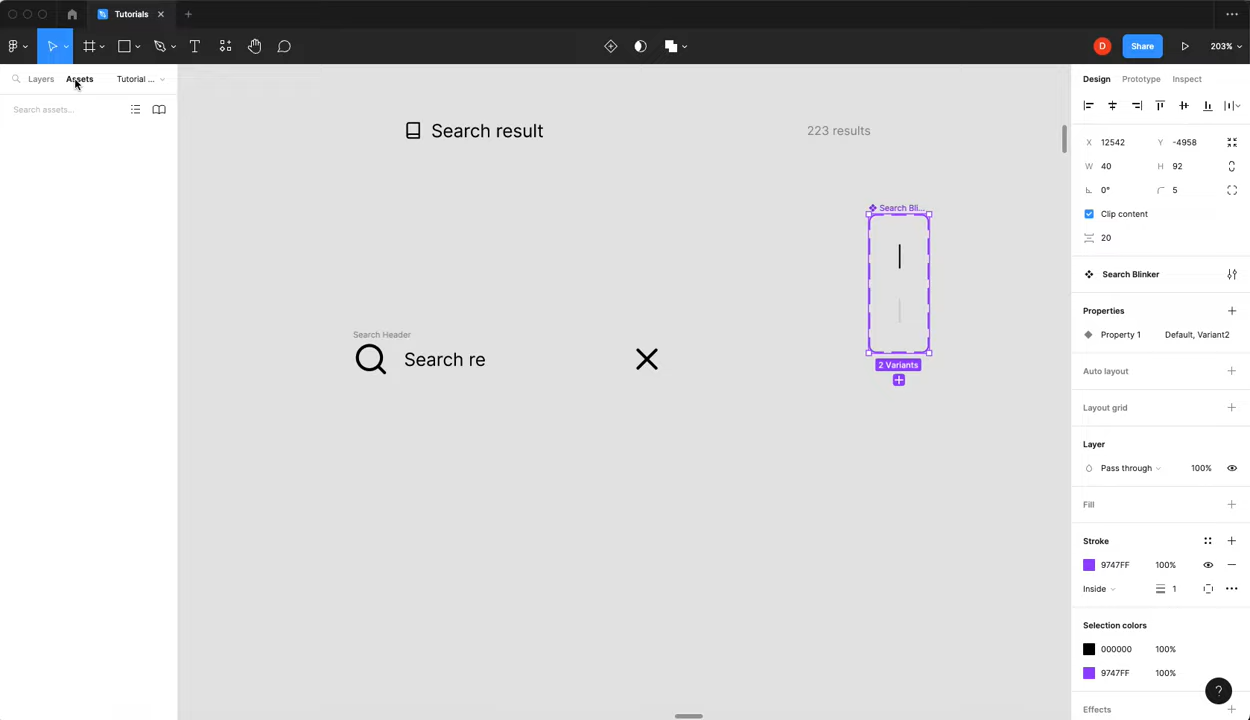 Tutorials
Share
203%
Layers
Assets
Tutorial ...
Search assets...
Search result
223 results
Search Bli...
2 Variants
Search Header
Search re
Design
Prototype
Inspect
X 12542
Y -4958
W 40
H 92
0°
5
Clip content
20
Search Blinker
Properties
Property 1
Default, Variant2
Auto layout
Layout grid
Layer
Pass through
100%
Fill
Stroke
9747FF
100%
Inside
1
Selection colors
000000
100%
9747FF
100%
Effects
D
?